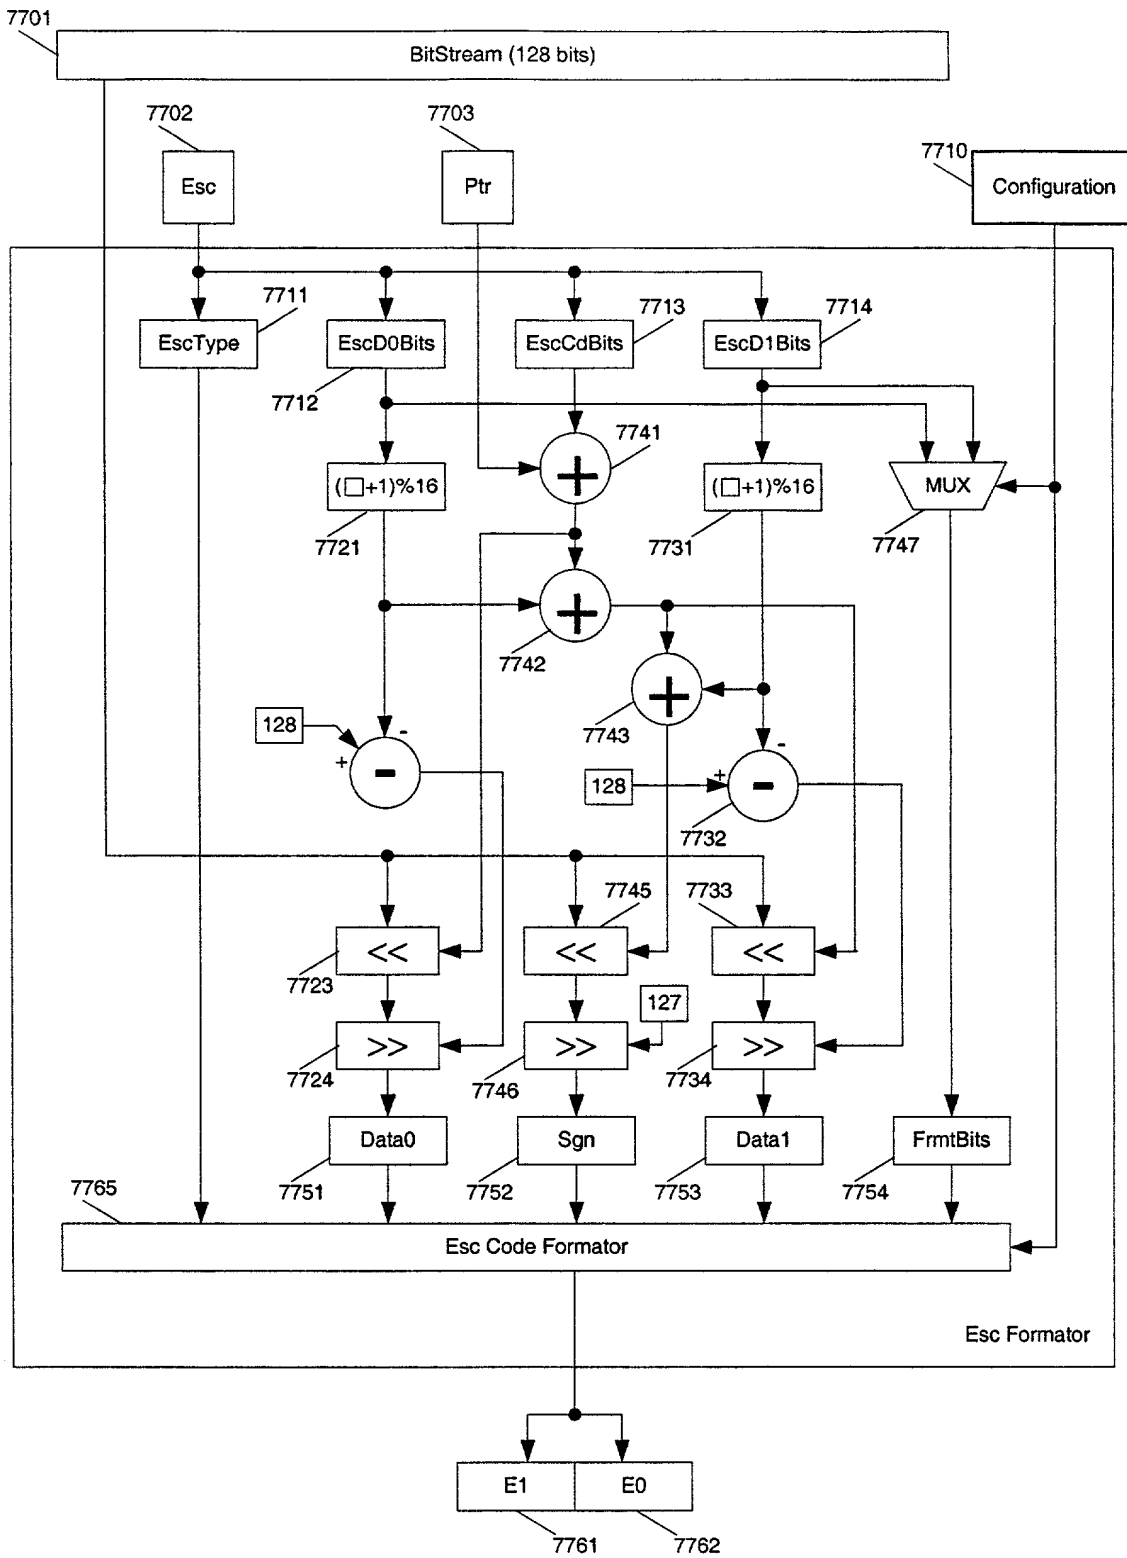 7701
BitStream (128 bits)
7702
7703
7710
Esc
Ptr
Configuration
7711
7713
7714
EscType
EscD0Bits
EscCdBits
EscD1Bits
7712
7741
(□+1)%16
+
(□+1)%16
MUX
7721
7731
7747
+
7742
+
7743
128
-
+
-
128
+
-
-
7732
7745
7733
<<
<<
<<
7723
127
>>
>>
>>
7724
7746
7734
Data0
Sgn
Data1
FrmtBits
7765
7751
7752
7753
7754
Esc Code Formator
Esc Formator
E1
E0
7761
7762